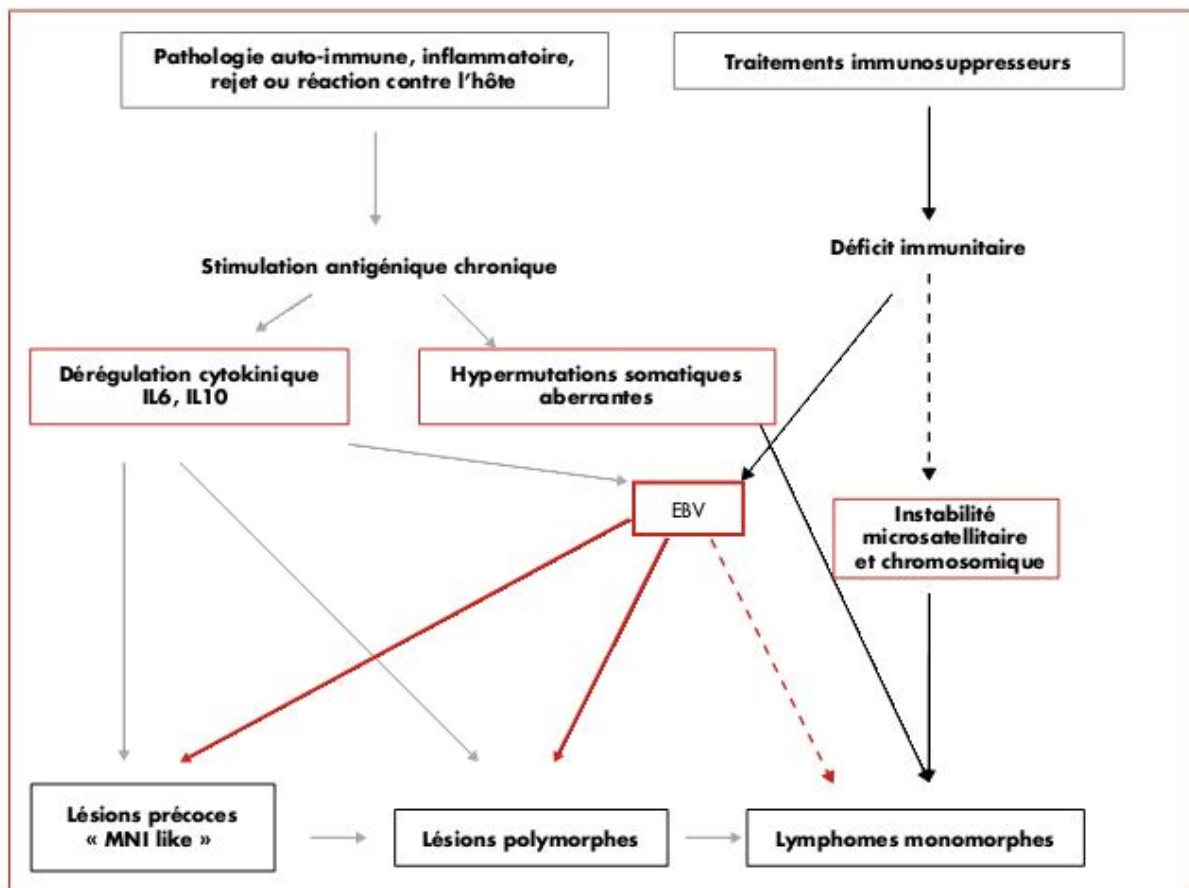 Pathologie auto-immune, inflammatoire,
rejet ou réaction contre l'hôte
Traitements immunosuppresseurs
Stimulation antigénique chronique
Déficit immunitaire
Dérégulation cytokinique
IL6, IL10
Hypermutations somatiques
aberrantes
EBV
Instabilité
microsatellitaire
et chromosomique
Lésions précoces
« MNI like »
Lésions polymorphes
Lymphomes monomorphes